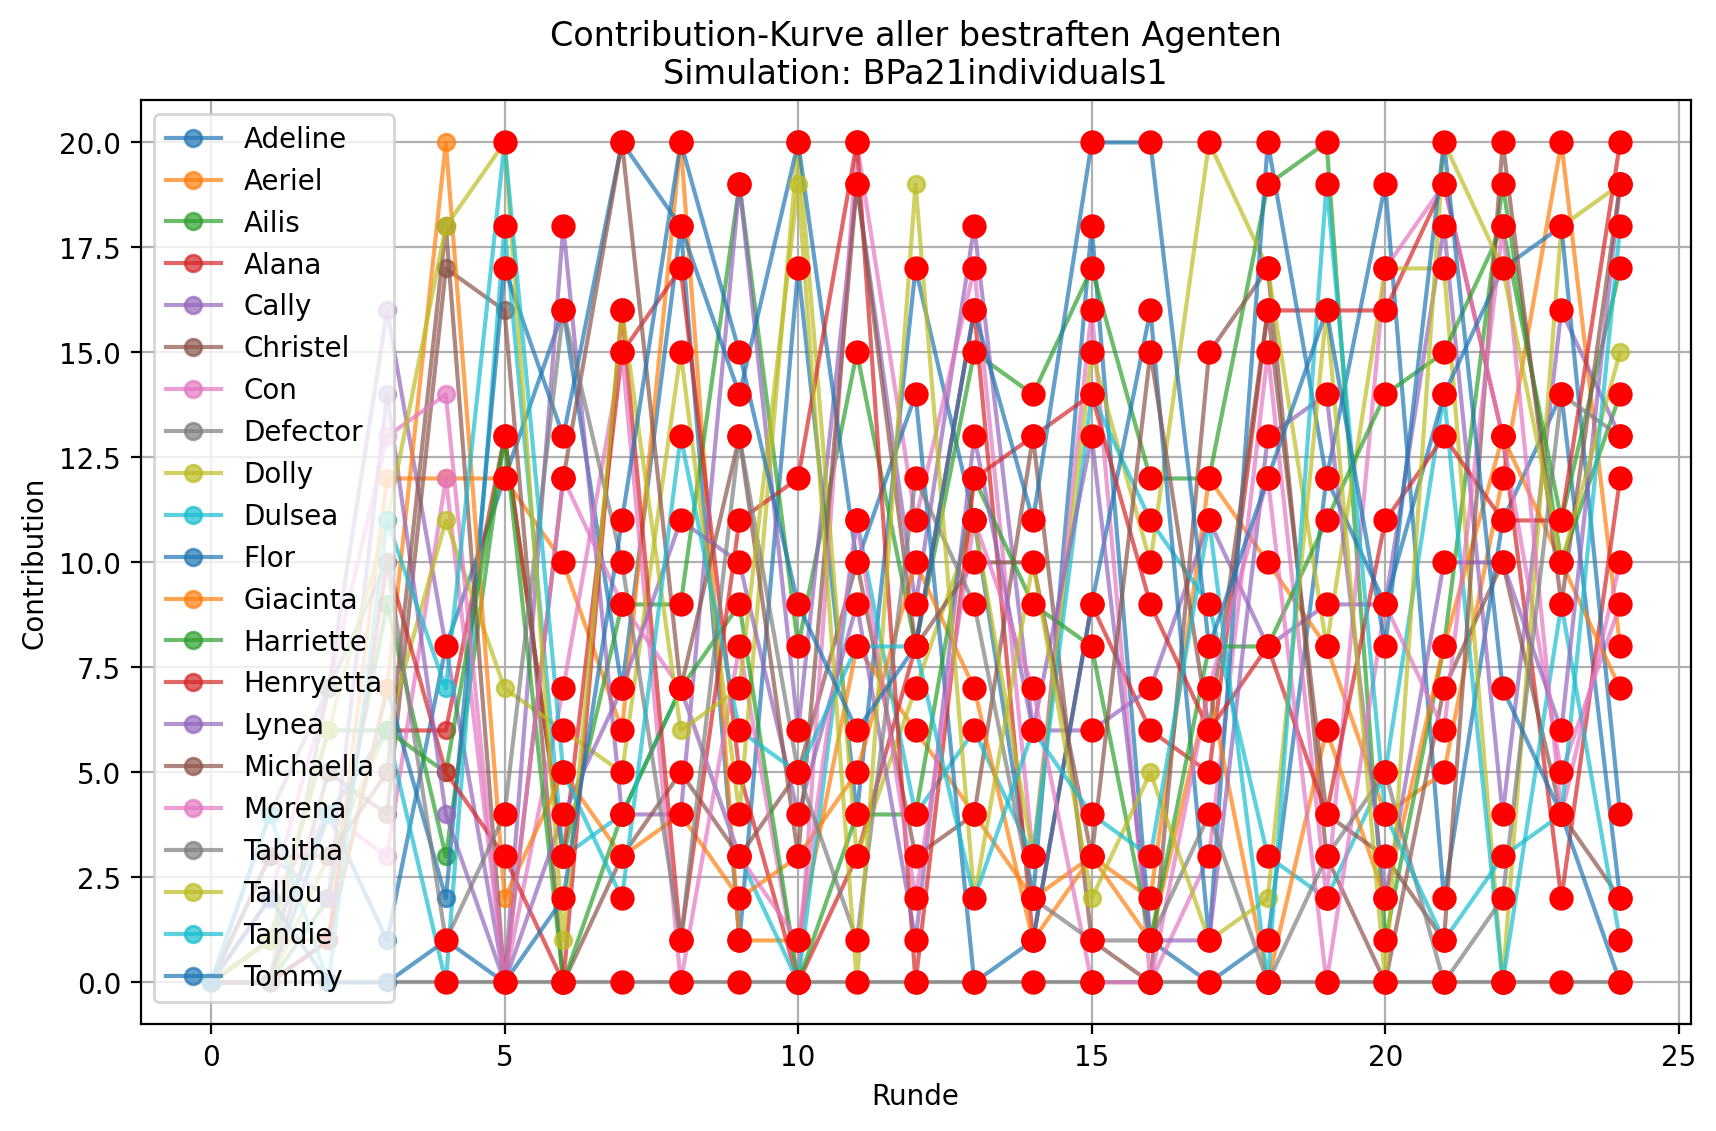 Contribution-Kurve aller bestraften Agenten
Simulation: BPa21individuals1
Contribution
20.0
17.5
15.0
12.5
10.0
7.5
5.0
2.5
0.0
Adeline
Aeriel
Ailis
Alana
Cally
Christel
Con
Defector
Dolly
Dulsea
Flor
Giacinta
Harriette
Henryetta
Lynea
Michaella
Morena
Tabitha
Tallou
Tandie
Tommy
0 5 10 15 20 25
Runde